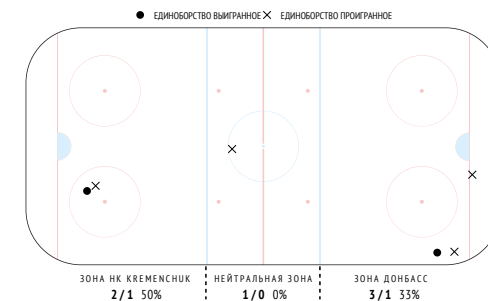 ЕДИНОБОРСТВО ВЫИГРАННОЕ ЕДИНОБОРСТВО ПРОИГРАННОЕ
ЗОНА НК KREMENCHUK НЕЙТРАЛЬНАЯ ЗОНА ЗОНА ДОНБАСС
2/1 50% 1/0 0% 3/1 33%